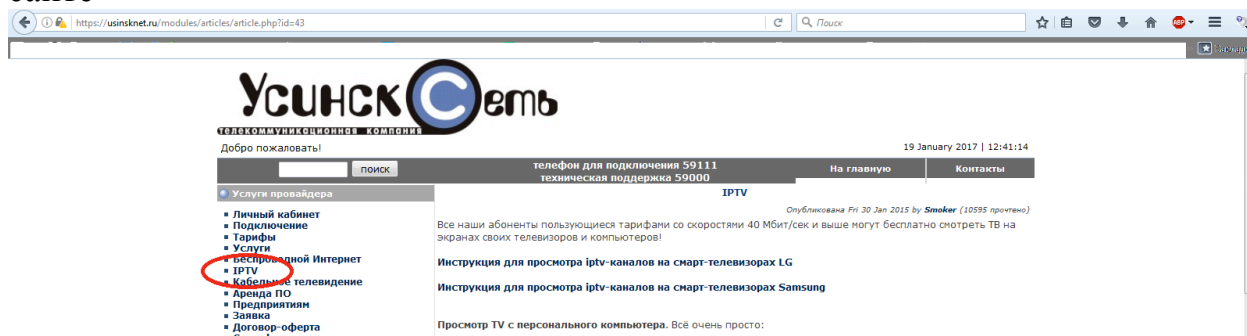 https://usinsknet.ru/modules/articles/article.php?id=43
Поиск
ABP
УсинскСеть
телекоммуникационная компания
Добро пожаловать!
19 January 2017 | 12:41:14
поиск
телефон для подключения 59111
техническая поддержка 59000
На главную
Контакты
Услуги провайдера
IPTV
Опубликована Fri 30 Jan 2015 by Smoker (10595 прочтено)
Личный кабинет
Подключение
Тарифы
Услуги
Беспроводной Интернет
IPTV
Кабельное телевидение
Аренда ПО
Предприятиям
Заявка
Договор-оферта
Все наши абоненты пользующиеся тарифами со скоростями 40 Мбит/сек и выше могут бесплатно смотреть ТВ на
экранах своих телевизоров и компьютеров!
Инструкция для просмотра iptv-каналов на смарт-телевизорах LG
Инструкция для просмотра iptv-каналов на смарт-телевизорах Samsung
Просмотр TV с персонального компьютера. Всё очень просто: